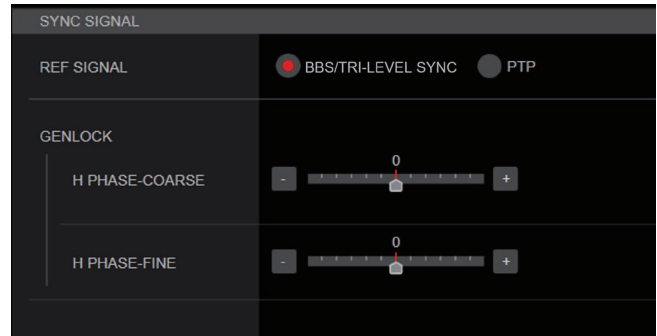 SYNC SIGNAL
REF SIGNAL BBS/TRI-LEVEL SYNC PTP
GENLOCK
0
H PHASE-COARSE - +
0
H PHASE-FINE - +